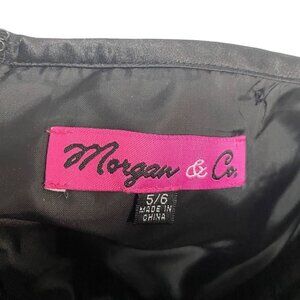 Morgan & Co.
5/6
MADE IN
CHINA